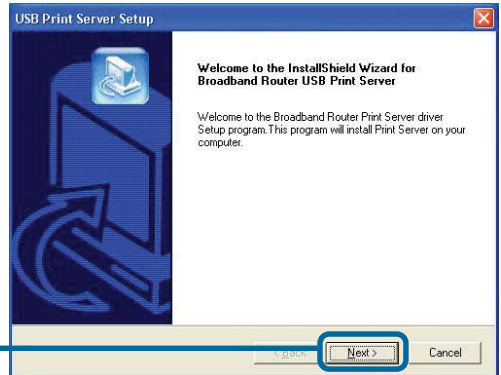 USB Print Server Setup
Welcome to the InstallShield Wizard for
Broadband Router USB Print Server
Welcome to the Broadband Router Print Server driver
Setup program.This program will install Print Server on your
computer.
< Back
Next >
Cancel